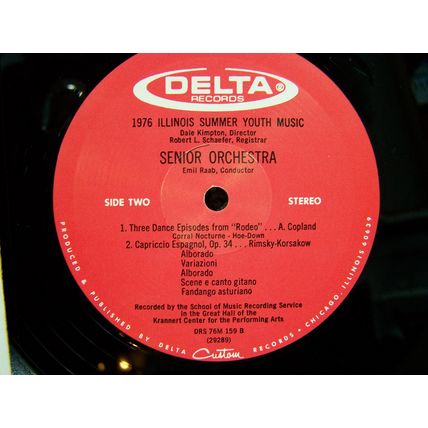 DELTA®
RECORDS
1976 ILLINOIS SUMMER YOUTH MUSIC
Dale Kimpton, Director
Robert L. Schaefer, Registrar
SENIOR ORCHESTRA
Emil Raab, Conductor
SIDE TWO
STEREO
1. Three Dance Episodes from "Rodeo" . . . A. Copland
Corral Nocturne - Hoe-Down
2. Capriccio Espagnol, Op. 34 . . . Rimsky-Korsakow
Alborado
Variazioni
Alborado
Scene e canto gitano
Fandango asturiano
Recorded by the School of Music Recording Service
in the Great Hall of the
Krannert Center for the Performing Arts
DRS 76M 159 B
(29289)
PRODUCED & PUBLISHED BY DELTA Custom RECORDS • CHICAGO, ILLINOIS 60639